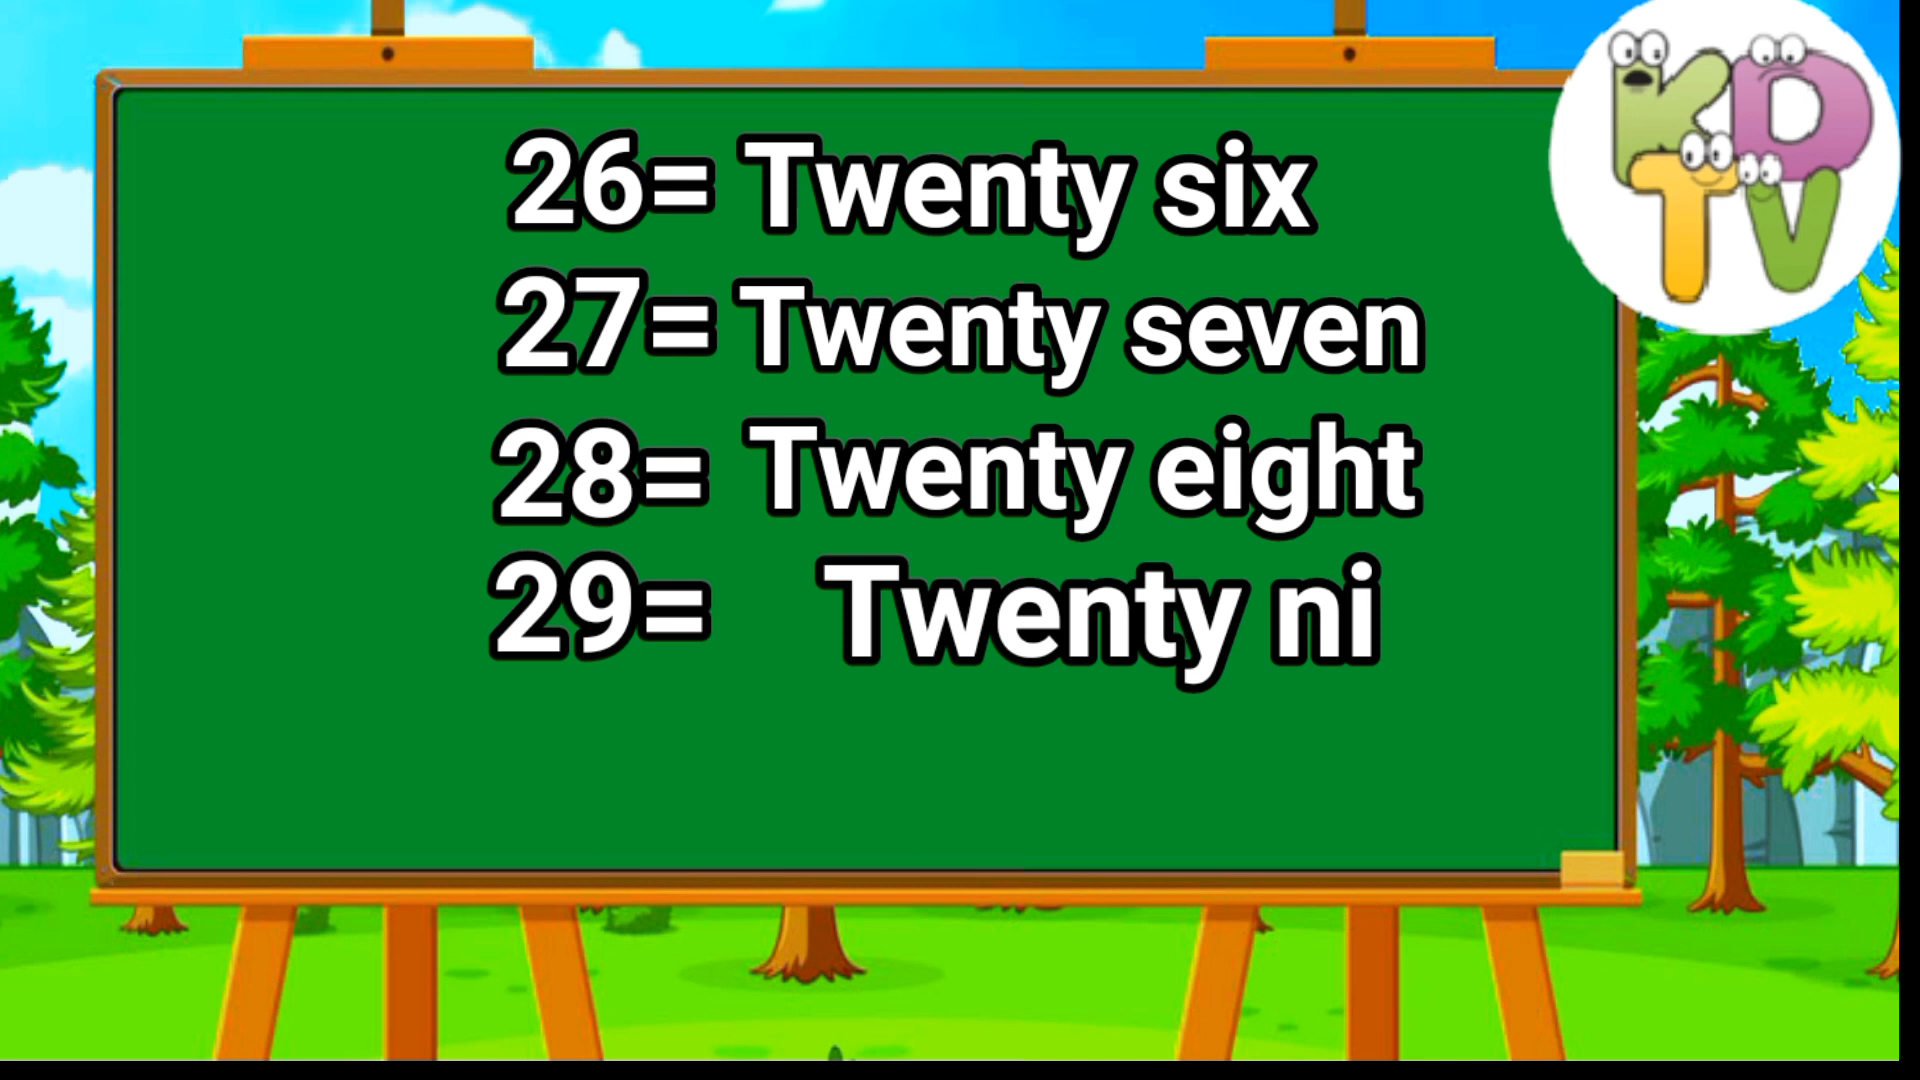 26= Twenty six
27= Twenty seven
28= Twenty eight
29= Twenty ni
KD
TV